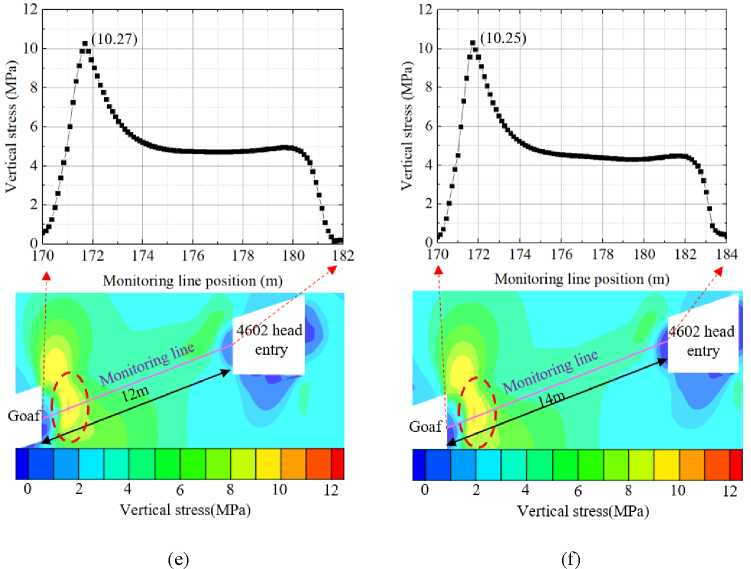 12
10
8
6
4
2
0
Vertical stress (MPa)
(10.27)
170 172 174 176 178 180 182
Monitoring line position (m)
4602 head
entry
Monitoring line
12m
Goaf
0 2 4 6 8 10 12
Vertical stress(MPa)
(e)
12
10
8
6
4
2
0
Vertical stress (MPa)
(10.25)
170 172 174 176 178 180 182 184
Monitoring line position (m)
4602 head
entry
Monitoring line
14m
Goaf
0 2 4 6 8 10 12
Vertical stress(MPa)
(f)